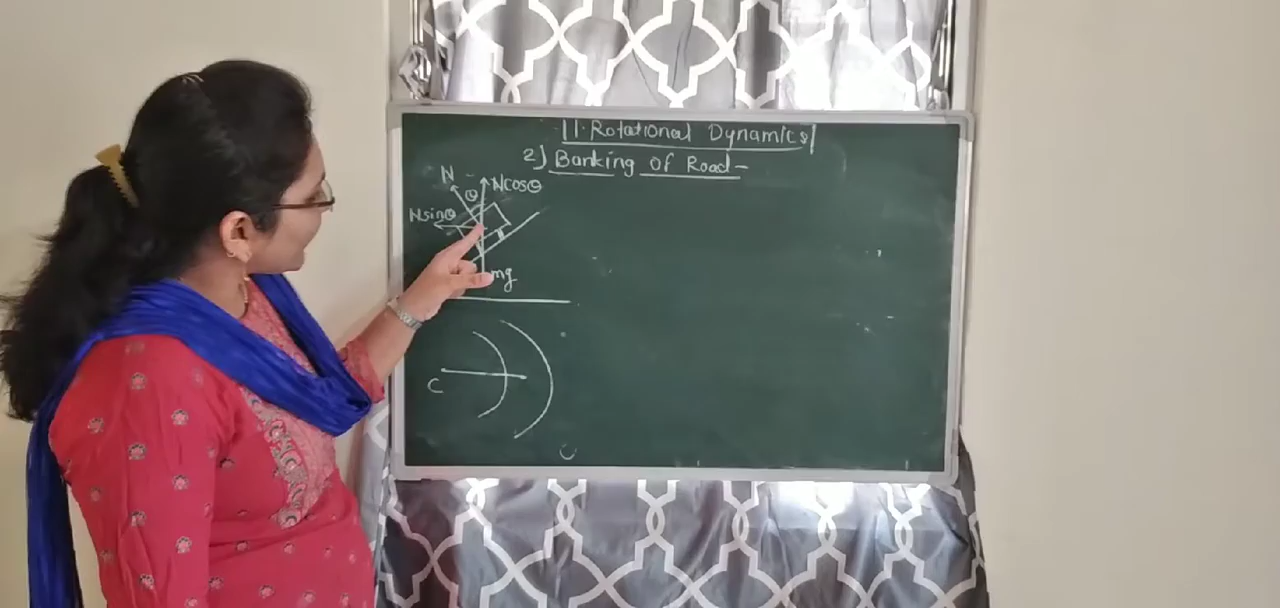 1. Rotational Dynamics
2) Banking of Road-
N
θ
Ncosθ
Nsinθ
mg
C